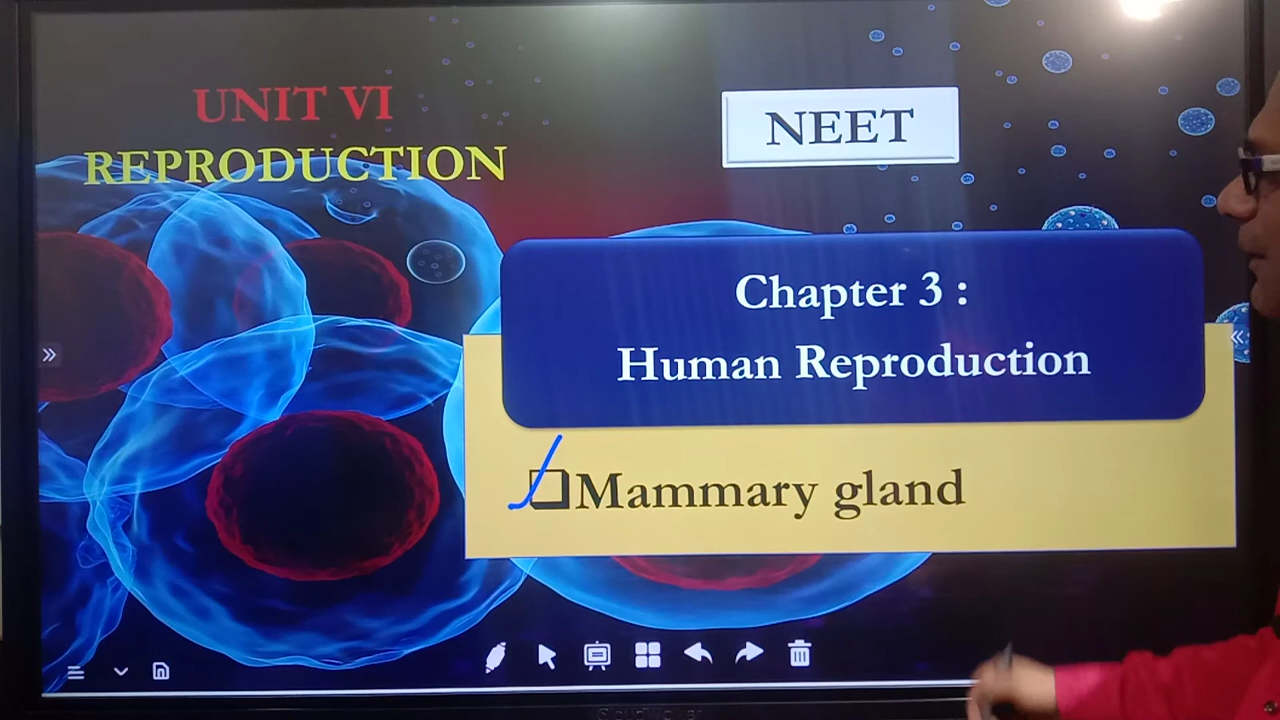 UNIT VI
REPRODUCTION
NEET
Chapter 3 :
Human Reproduction
Mammary gland